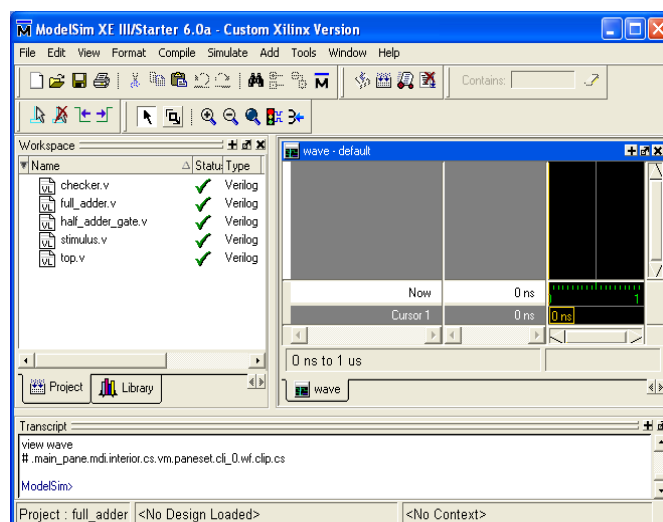 ModelSim XE III/Starter 6.0a - Custom Xilinx Version
File Edit View Format Compile Simulate Add Tools Window Help
Contains:
Workspace
Name Status Type
checker.v Verilog
full_adder.v Verilog
half_adder_gate.v Verilog
stimulus.v Verilog
top.v Verilog
Project Library
wave - default
Now 0 ns
Cursor 1 0 ns
0 1
0 ns
0 ns to 1 us
wave
Transcript
view wave
# .main_pane.mdi.interior.cs.vm.paneset.cli_0.wf.clip.cs
ModelSim>
Project : full_adder <No Design Loaded> <No Context>